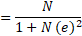 = N / 1 + N (e)²